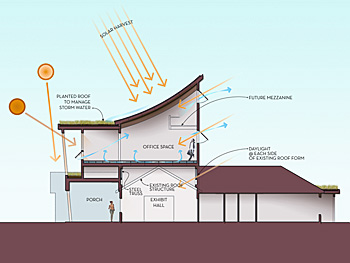 SOLAR HARVEST
PLANTED ROOF
TO MANAGE
STORM WATER
FUTURE MEZZANINE
OFFICE SPACE
DAYLIGHT
@ EACH SIDE
OF EXISTING ROOF FORM
STEEL
TRUSS
EXISTING ROOF
STRUCTURE
PORCH
EXHIBIT
HALL